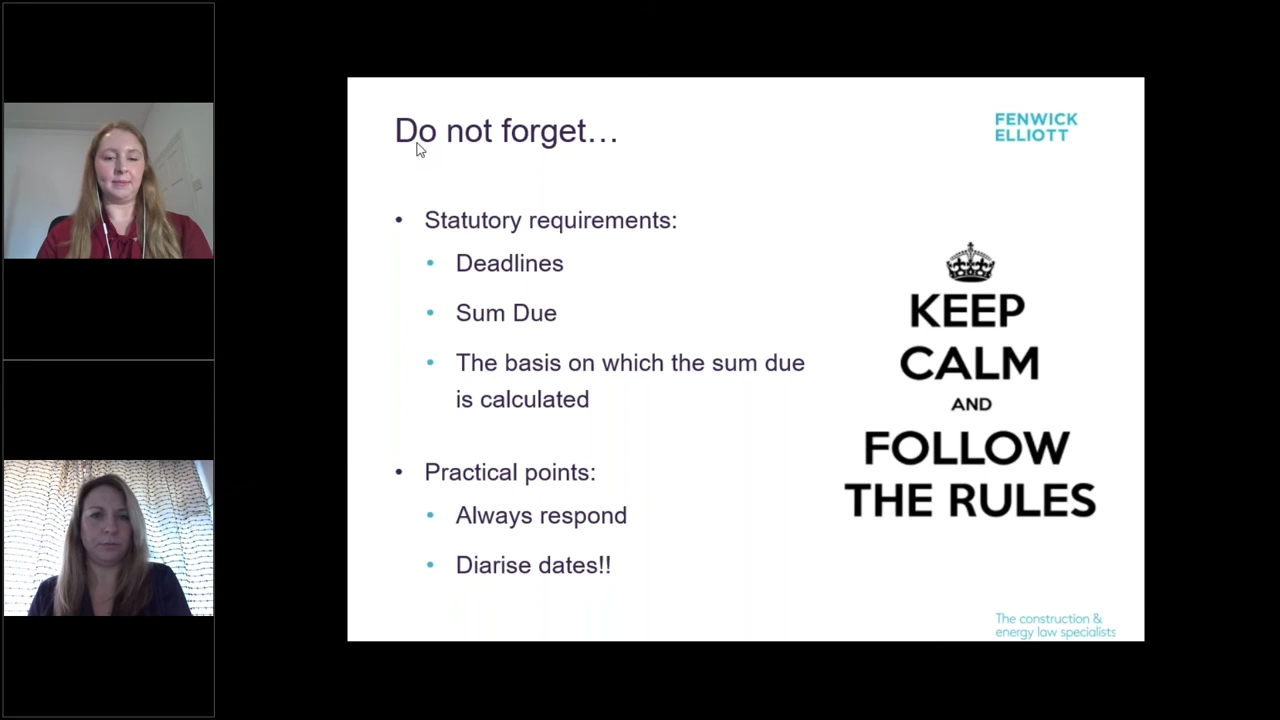 Do not forget…
FENWICK
ELLIOTT
• Statutory requirements:
• Deadlines
• Sum Due
• The basis on which the sum due
is calculated
• Practical points:
• Always respond
• Diarise dates!!
KEEP
CALM
AND
FOLLOW
THE RULES
The construction &
energy law specialists